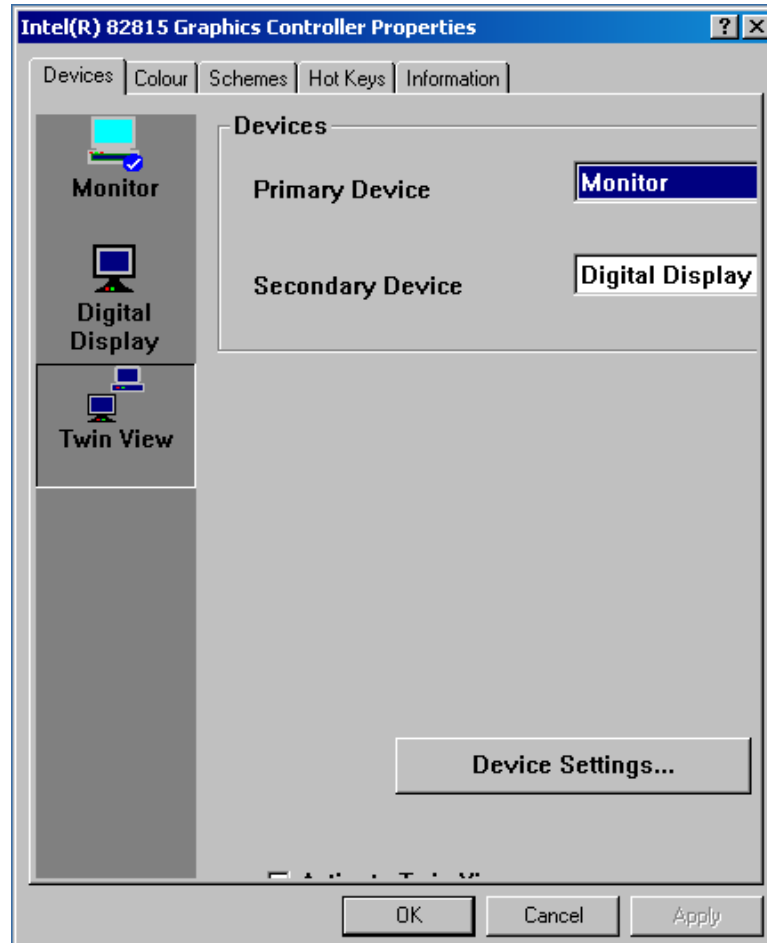 Intel(R) 82815 Graphics Controller Properties
Devices Colour Schemes Hot Keys Information
Monitor
Digital
Display
Twin View
Devices
Primary Device Monitor
Secondary Device Digital Display
Device Settings...
OK Cancel Apply